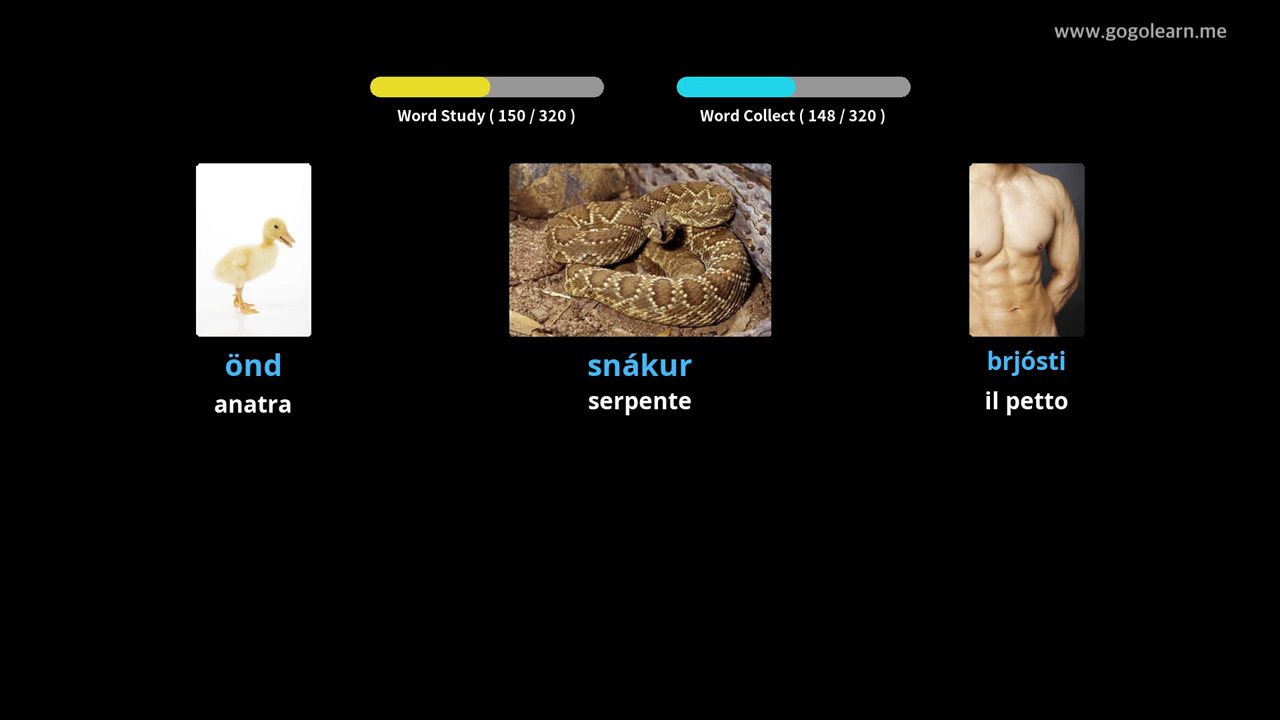 www.gogolearn.me
Word Study ( 150 / 320 )
Word Collect ( 148 / 320 )
önd
anatra
snákur
serpente
brjósti
il petto